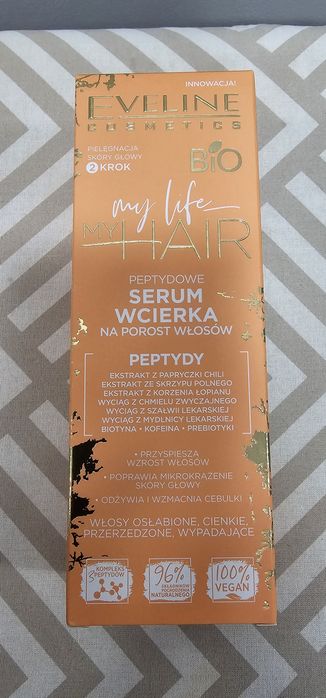 INNOWACJA!
EVELINE
COSMETICS
PIELĘGNACJA
SKÓRY GŁOWY
2 KROK
BIO
my life
MY HAIR
PEPTYDOWE
SERUM
WCIERKA
NA POROST WŁOSÓW
PEPTYDY
EKSTRAKT Z PAPRYCZKI CHILI
EKSTRAKT ZE SKRZYPU POLNEGO
EKSTRAKT Z KORZENIA ŁOPIANU
WYCIĄG Z CHMIELU ZWYCZAJNEGO
WYCIĄG Z SZAŁWII LEKARSKIEJ
WYCIĄG Z MYDLNICY LEKARSKIEJ
BIOTYNA • KOFEINA • PREBIOTYKI
• PRZYSPIESZA
WZROST WŁOSÓW
• POPRAWIA MIKROKRĄŻENIE
SKÓRY GŁOWY
• ODŻYWIA I WZMACNIA CEBULKI
WŁOSY OSŁABIONE, CIENKIE,
PRZERZEDZONE, WYPADAJĄCE
KOMPLEKS
PEPTYDÓW
96%
SKŁADNIKÓW
POCHODZENIA
NATURALNEGO
100%
VEGAN